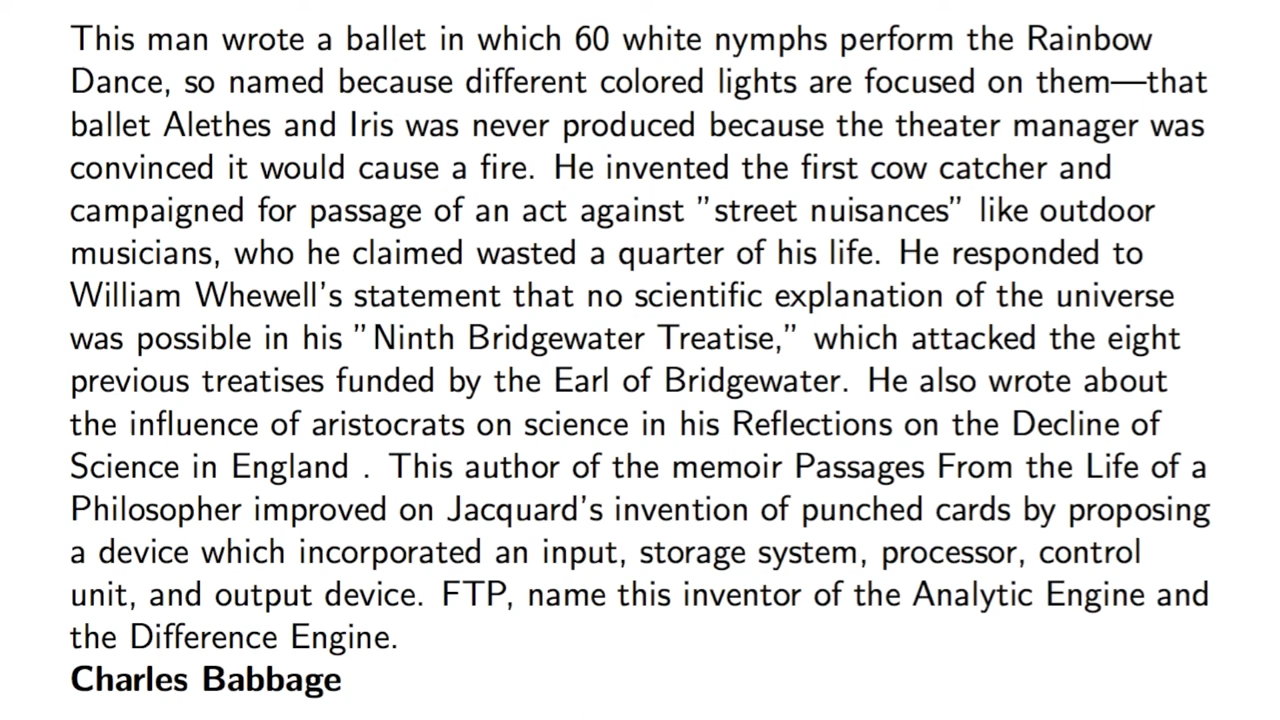 This man wrote a ballet in which 60 white nymphs perform the Rainbow
Dance, so named because different colored lights are focused on them—that
ballet Alethes and Iris was never produced because the theater manager was
convinced it would cause a fire. He invented the first cow catcher and
campaigned for passage of an act against ”street nuisances” like outdoor
musicians, who he claimed wasted a quarter of his life. He responded to
William Whewell’s statement that no scientific explanation of the universe
was possible in his ”Ninth Bridgewater Treatise,” which attacked the eight
previous treatises funded by the Earl of Bridgewater. He also wrote about
the influence of aristocrats on science in his Reflections on the Decline of
Science in England . This author of the memoir Passages From the Life of a
Philosopher improved on Jacquard’s invention of punched cards by proposing
a device which incorporated an input, storage system, processor, control
unit, and output device. FTP, name this inventor of the Analytic Engine and
the Difference Engine.
Charles Babbage